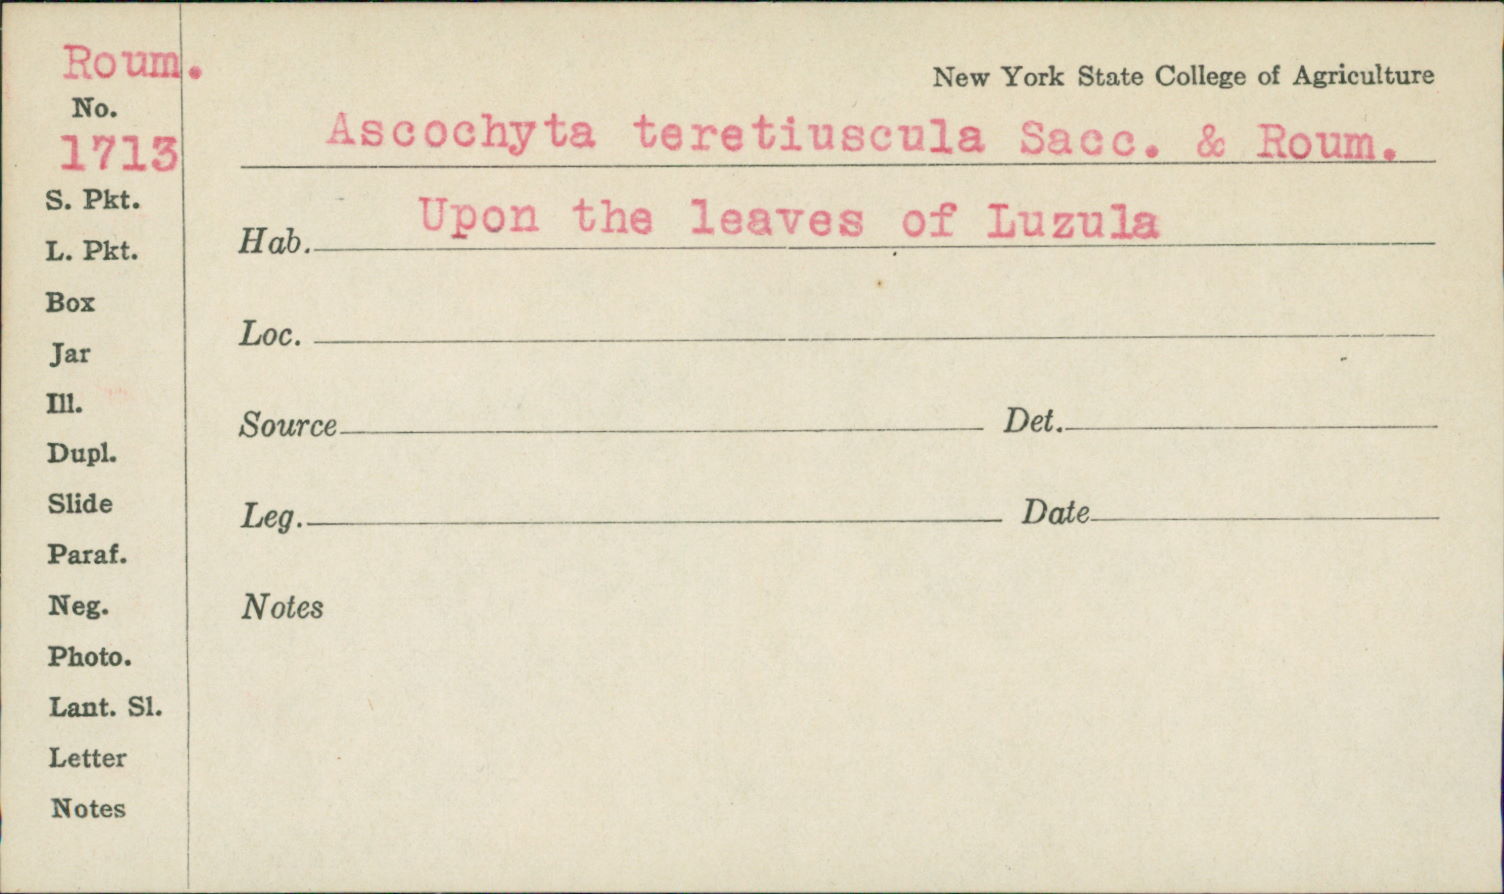 Roum.
No.
1713
S. Pkt.
L. Pkt.
Box
Jar
Ill.
Dupl.
Slide
Paraf.
Neg.
Photo.
Lant. Sl.
Letter
Notes
New York State College of Agriculture
Ascochyta teretiuscula Sacc. & Roum.
Hab. Upon the leaves of Luzula
Loc.
Source Det.
Leg. Date
Notes